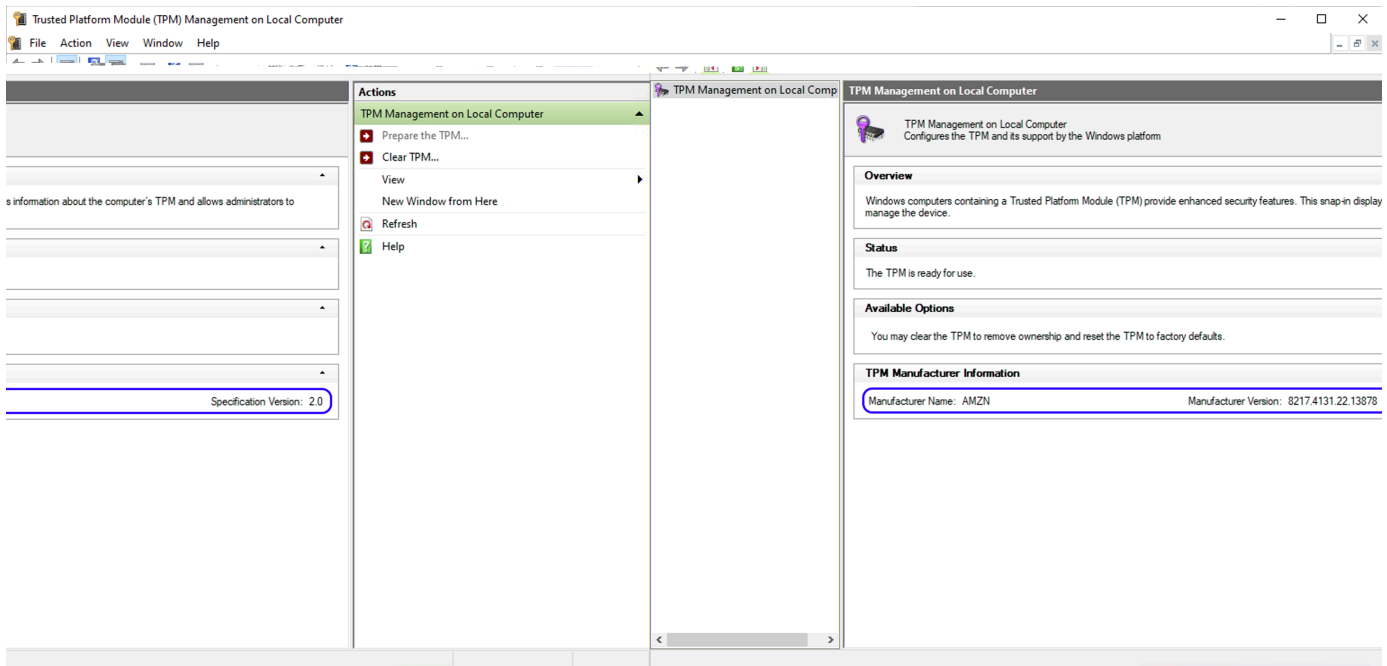 Trusted Platform Module (TPM) Management on Local Computer
File Action View Window Help
s information about the computer's TPM and allows administrators to
Specification Version: 2.0
Actions
TPM Management on Local Computer
Prepare the TPM...
Clear TPM...
View
New Window from Here
Refresh
Help
TPM Management on Local Comp
TPM Management on Local Computer
TPM Management on Local Computer
Configures the TPM and its support by the Windows platform
Overview
Windows computers containing a Trusted Platform Module (TPM) provide enhanced security features. This snap-in display
manage the device.
Status
The TPM is ready for use.
Available Options
You may clear the TPM to remove ownership and reset the TPM to factory defaults.
TPM Manufacturer Information
Manufacturer Name: AMZN Manufacturer Version: 8217.4131.22.13878